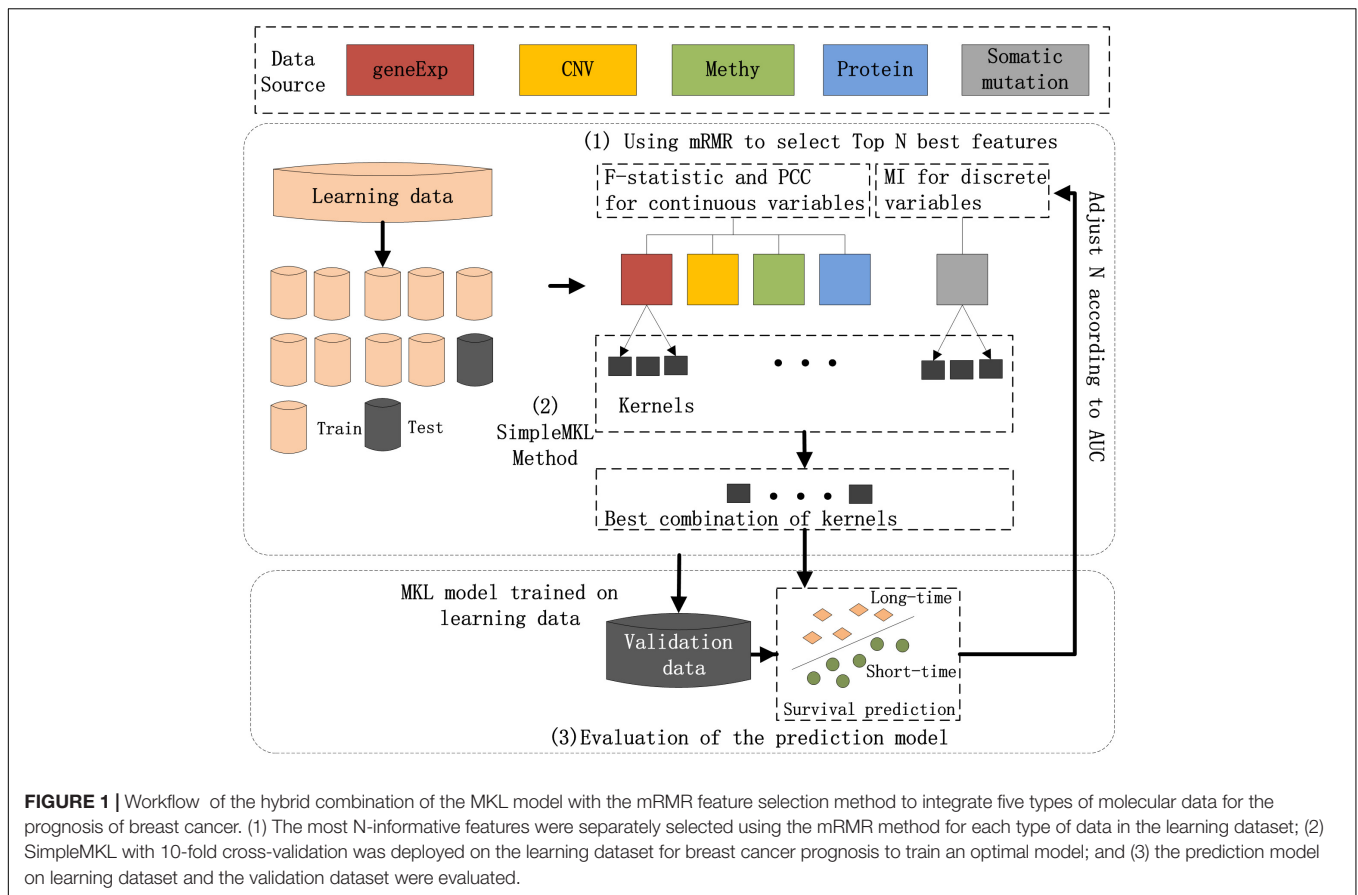 Data
Source
geneExp
CNV
Methy
Protein
Somatic
mutation
(1) Using mRMR to select Top N best features
Learning data
F-statistic and PCC
for continuous variables
MI for discrete
variables
Adjust N according to AUC
Train
Test
(2)
SimpleMKL
Method
Kernels
Best combination of kernels
MKL model trained on
learning data
Validation
data
Long-time
Short-time
Survival prediction
(3)Evaluation of the prediction model
FIGURE 1 | Workflow of the hybrid combination of the MKL model with the mRMR feature selection method to integrate five types of molecular data for the
prognosis of breast cancer. (1) The most N-informative features were separately selected using the mRMR method for each type of data in the learning dataset; (2)
SimpleMKL with 10-fold cross-validation was deployed on the learning dataset for breast cancer prognosis to train an optimal model; and (3) the prediction model
on learning dataset and the validation dataset were evaluated.